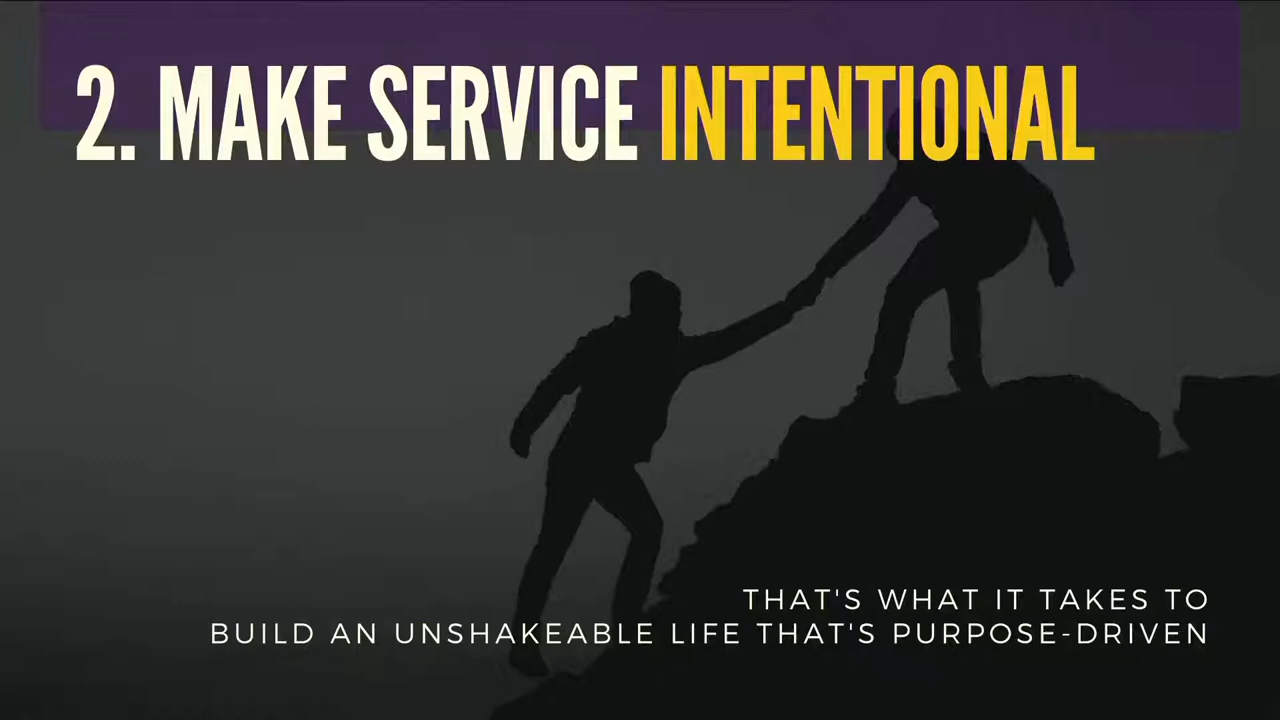 2. MAKE SERVICE INTENTIONAL
THAT'S WHAT IT TAKES TO
BUILD AN UNSHAKEABLE LIFE THAT'S PURPOSE-DRIVEN